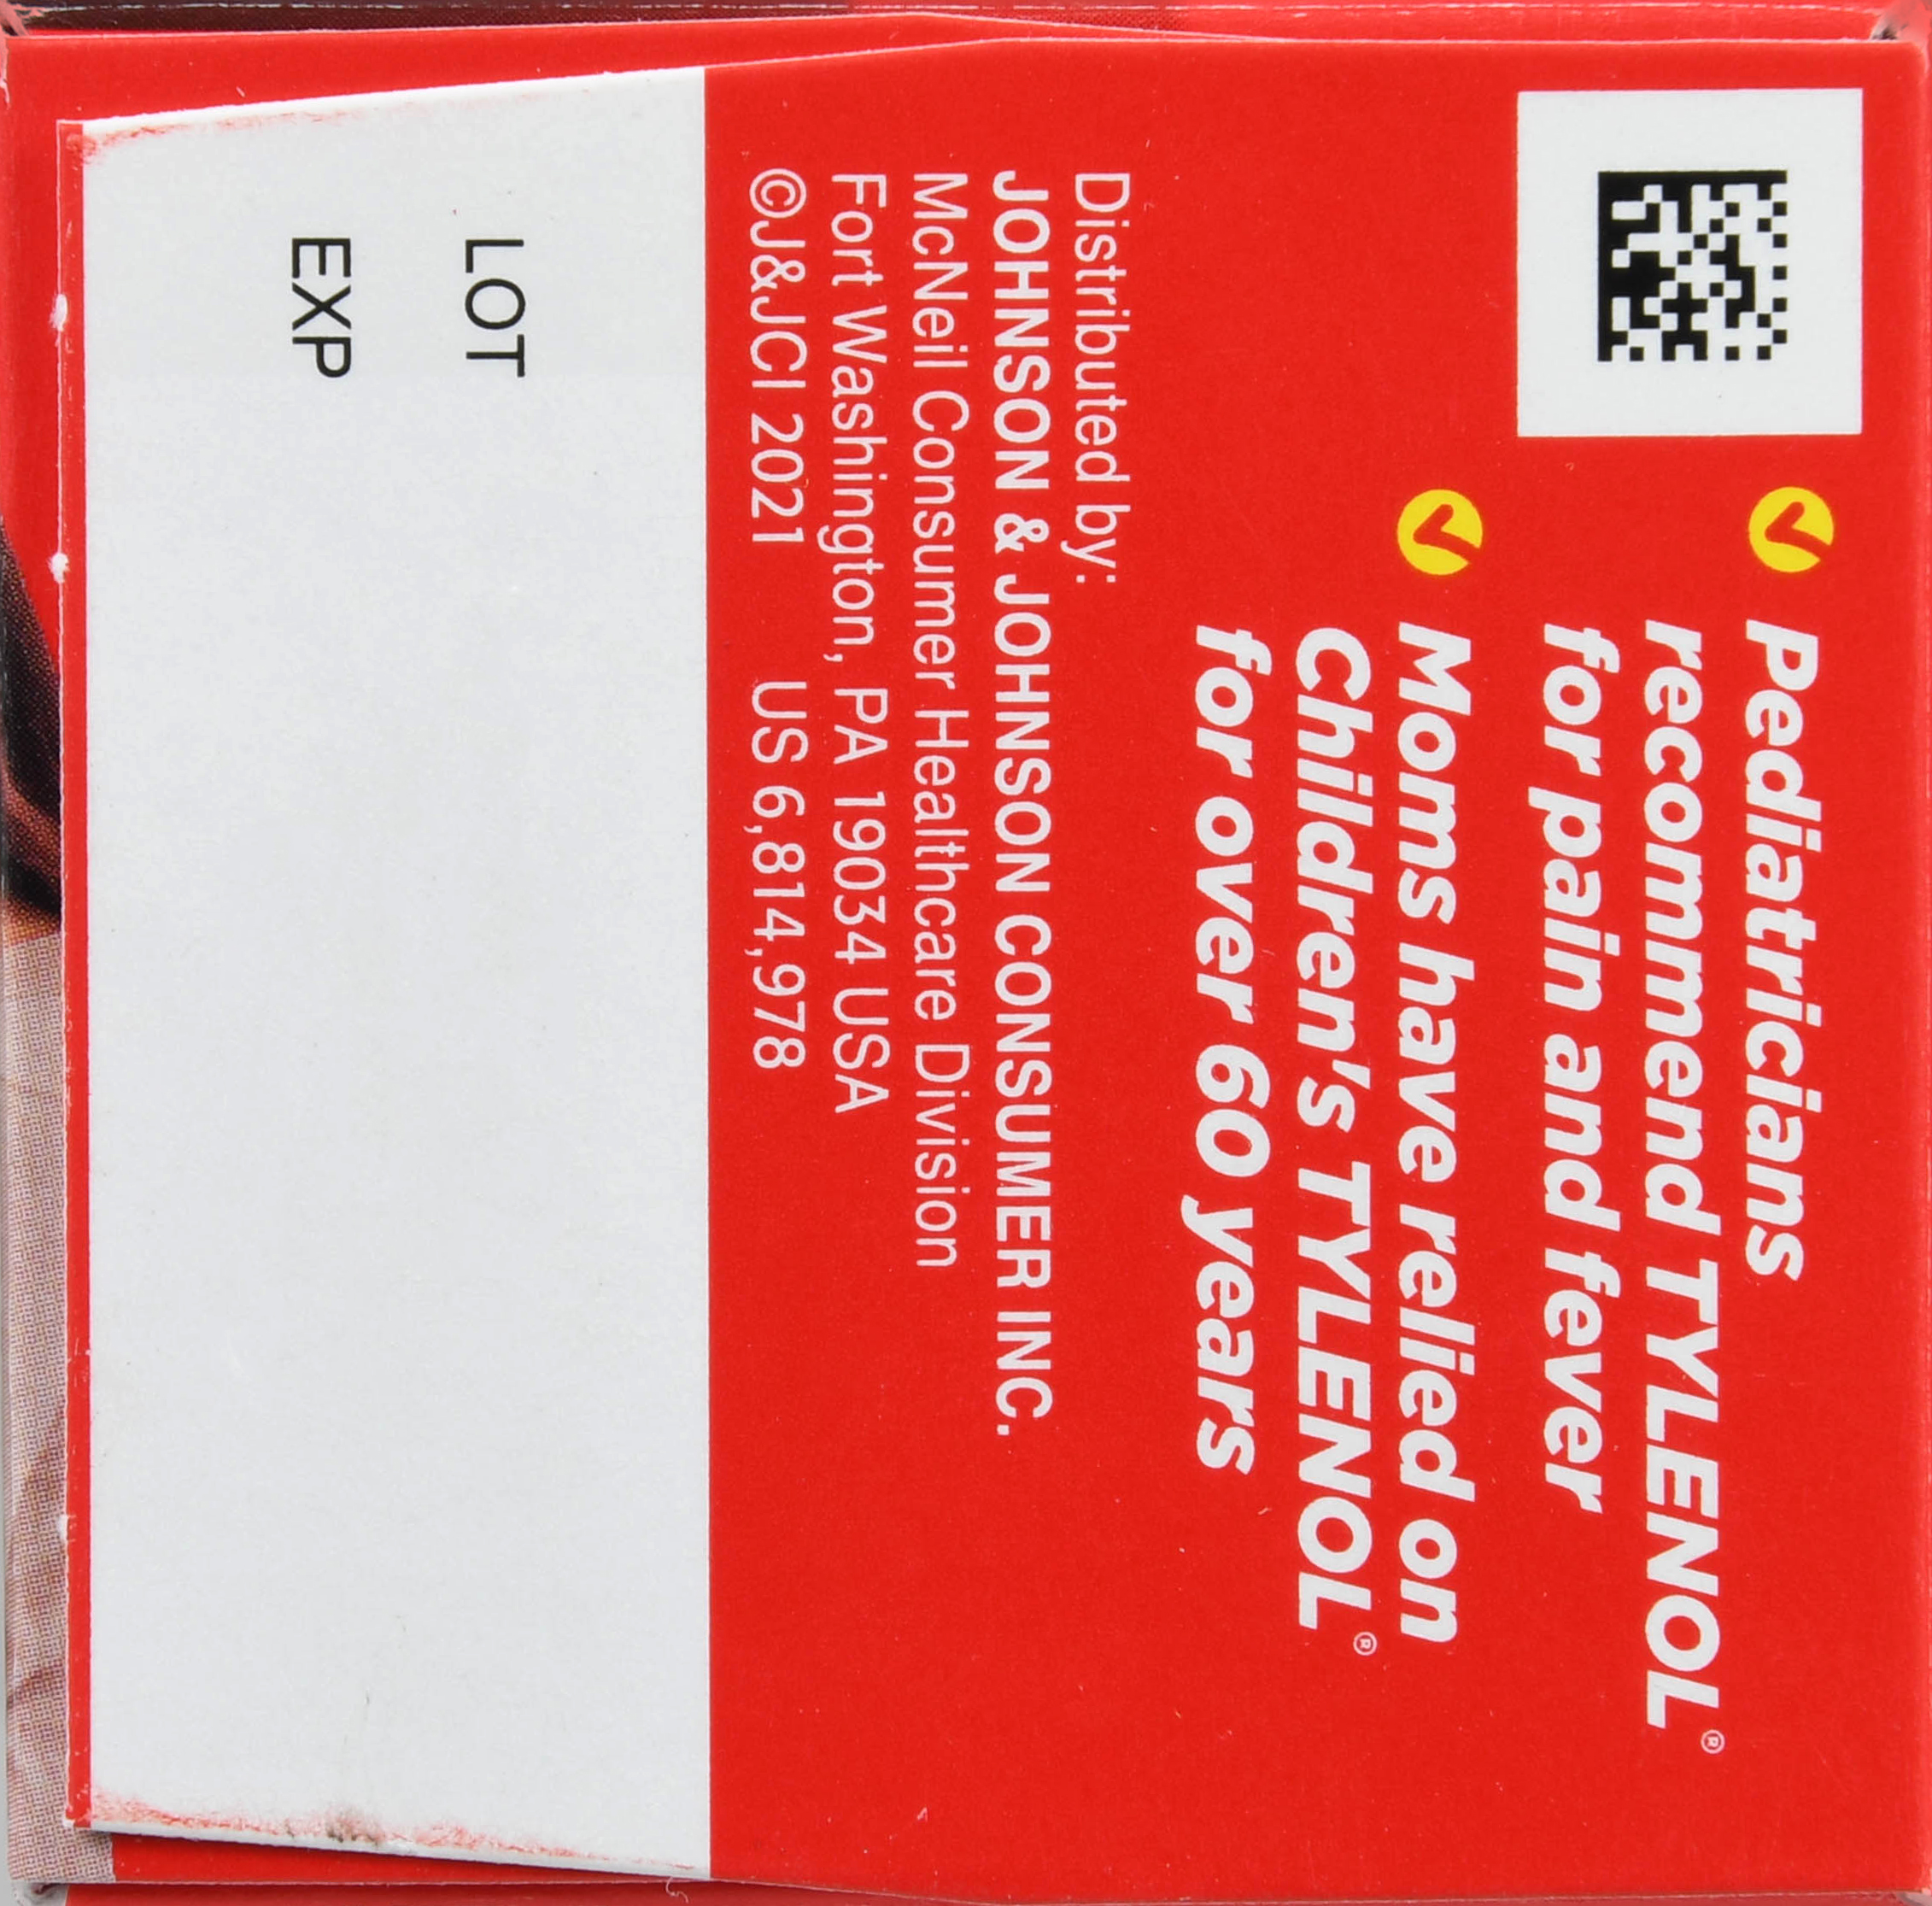 Pediatricians
recommend TYLENOL®
for pain and fever
Moms have relied on
Children's TYLENOL®
for over 60 years
Distributed by:
JOHNSON & JOHNSON CONSUMER INC.
McNeil Consumer Healthcare Division
Fort Washington, PA 19034 USA
©J&JCI 2021 US 6,814,978
LOT
EXP